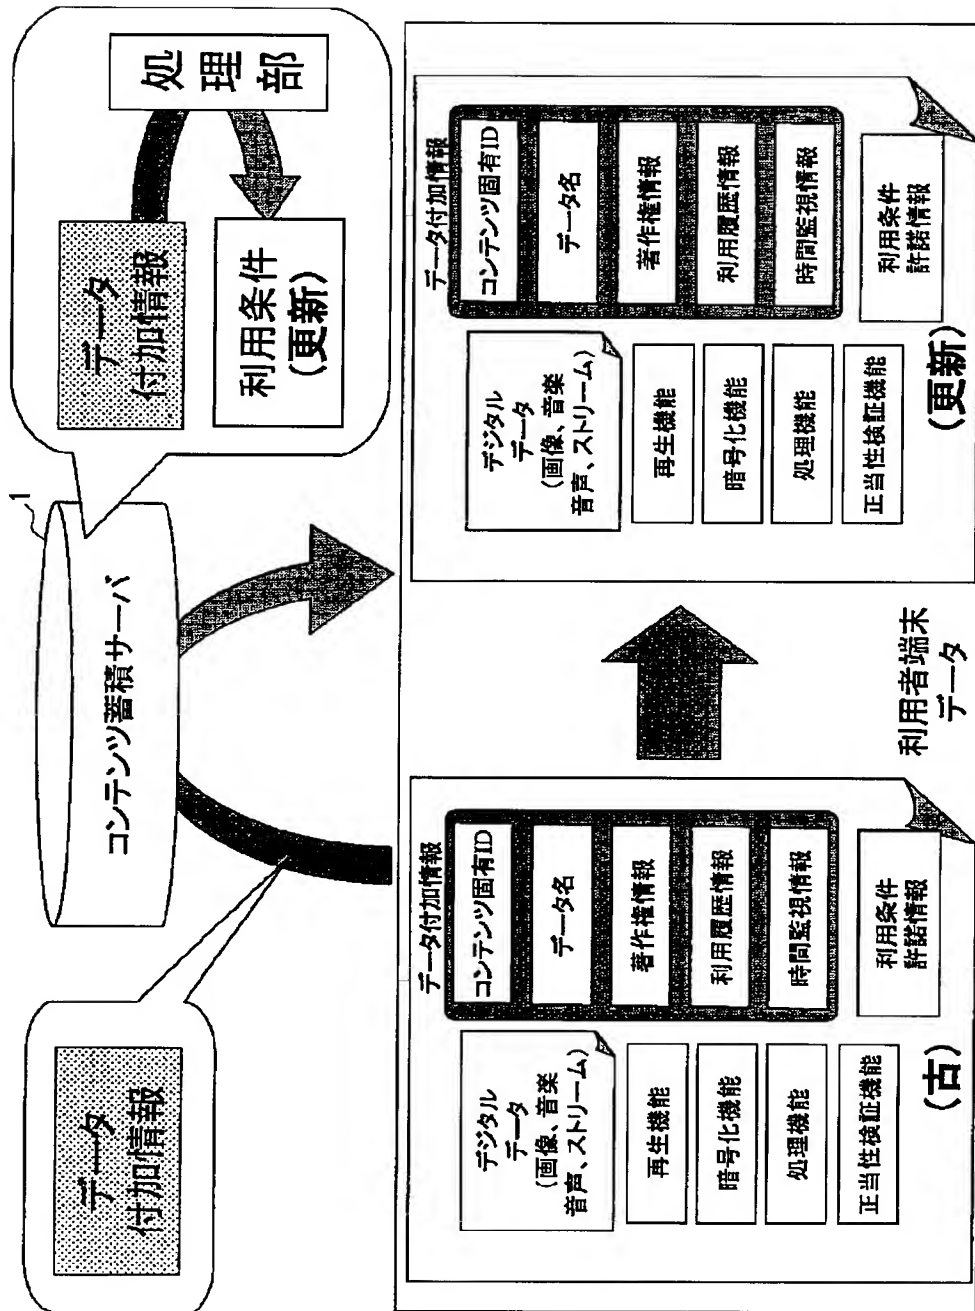 データ
付加情報
コンテンツ蓄積サーバ
1
データ
付加情報
処理部
利用条件
(更新)
デジタル
データ
(画像、音楽
音声、ストリーム)
再生機能
暗号化機能
処理機能
正当性検証機能
データ付加情報
コンテンツ固有ID
データ名
著作権情報
利用履歴情報
時間監視情報
利用条件
許諾情報
(古)
利用者端末
データ
デジタル
データ
(画像、音楽
音声、ストリーム)
再生機能
暗号化機能
処理機能
正当性検証機能
データ付加情報
コンテンツ固有ID
データ名
著作権情報
利用履歴情報
時間監視情報
利用条件
許諾情報
(更新)